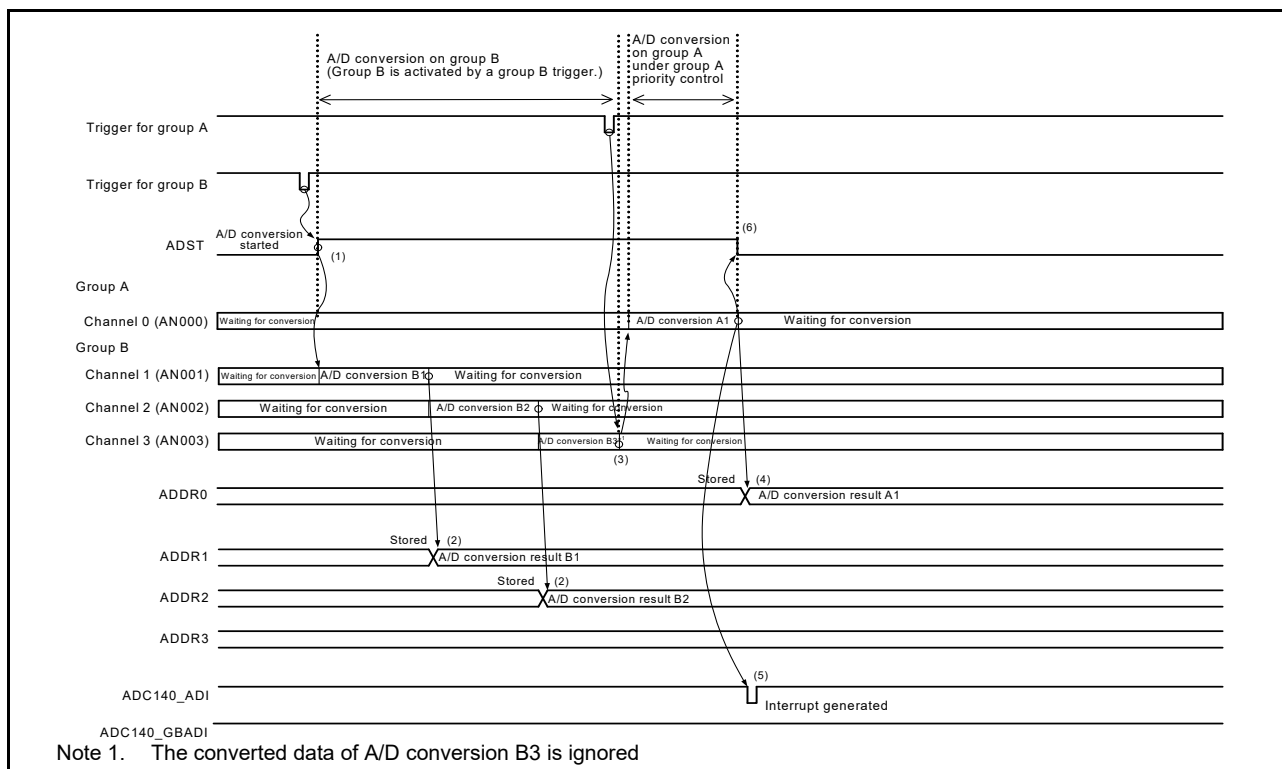 A/D conversion on group B
(Group B is activated by a group B trigger.)
A/D conversion
on group A
under group A
priority control
Trigger for group A
Trigger for group B
A/D conversion
started
ADST
(1)
(6)
Group A
Channel 0 (AN000)
Waiting for conversion
A/D conversion A1
Waiting for conversion
Group B
Channel 1 (AN001)
Waiting for conversion
A/D conversion B1
Waiting for conversion
Channel 2 (AN002)
Waiting for conversion
A/D conversion B2
Waiting for conversion
Channel 3 (AN003)
Waiting for conversion
A/D conversion B3*1
Waiting for conversion
(3)
Stored
(4)
ADDR0
A/D conversion result A1
Stored
(2)
ADDR1
A/D conversion result B1
Stored
(2)
ADDR2
A/D conversion result B2
ADDR3
(5)
ADC140_ADI
Interrupt generated
ADC140_GBADI
Note 1. The converted data of A/D conversion B3 is ignored